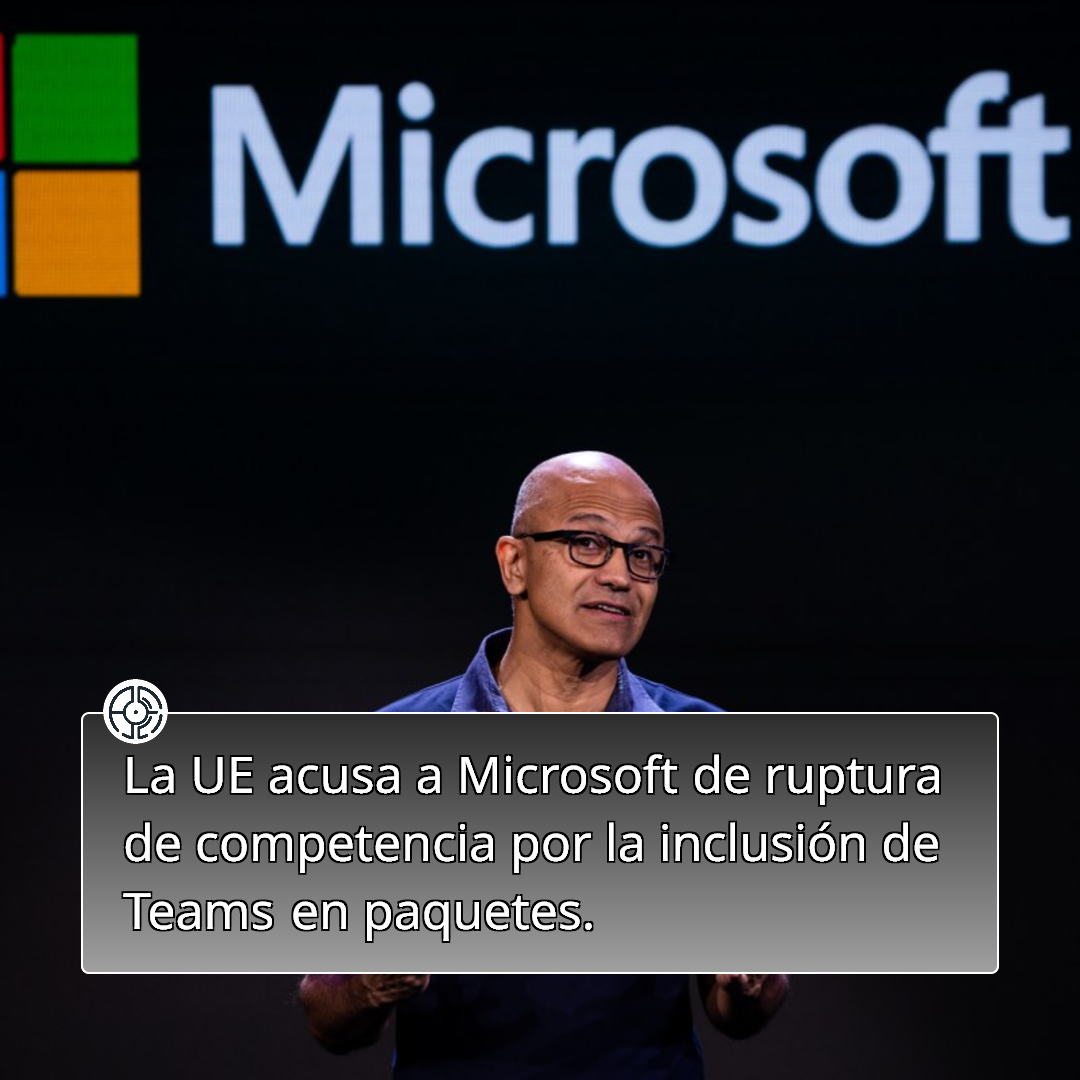 Microsoft
La UE acusa a Microsoft de ruptura
de competencia por la inclusión de
Teams en paquetes.